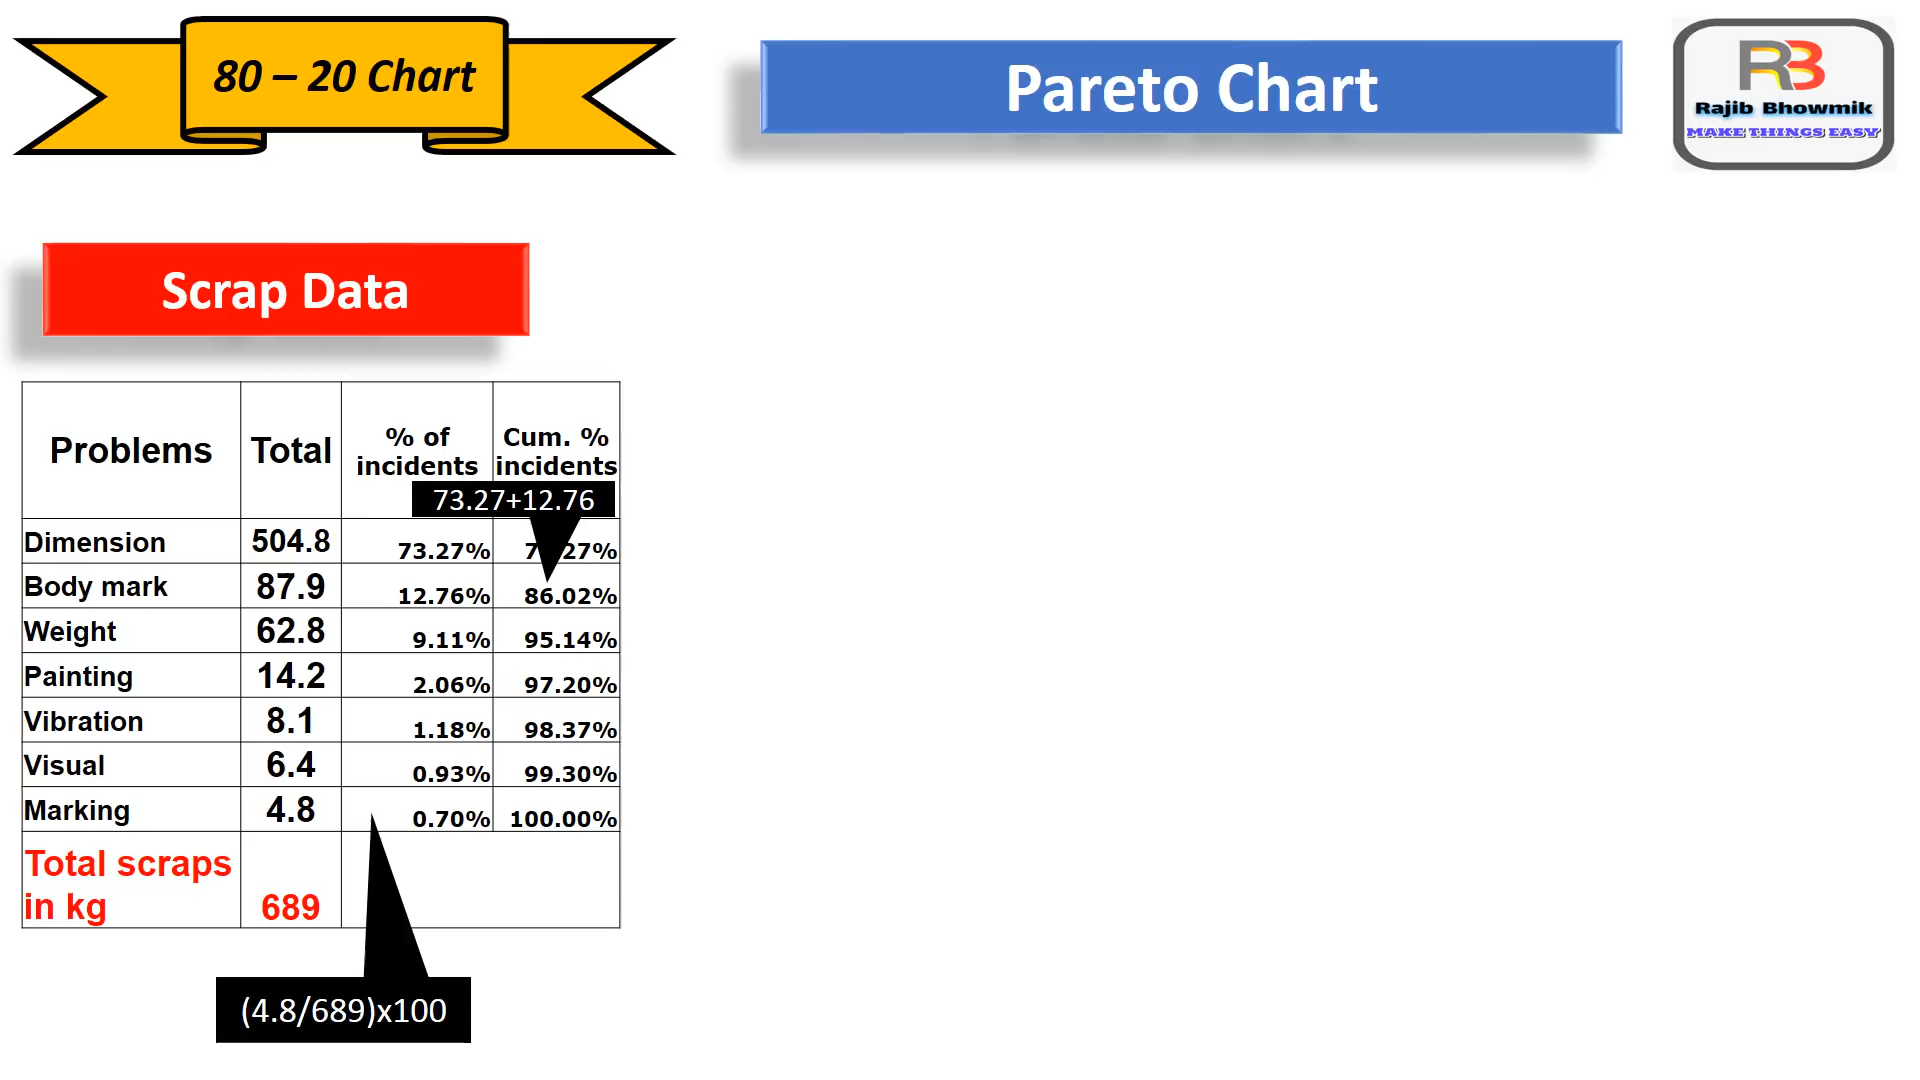 80 – 20 Chart
Pareto Chart
RB
Rajib Bhowmik
MAKE THINGS EASY
Scrap Data
Problems Total % of incidents Cum. % incidents
73.27+12.76
Dimension 504.8 73.27% 27%
Body mark 87.9 12.76% 86.02%
Weight 62.8 9.11% 95.14%
Painting 14.2 2.06% 97.20%
Vibration 8.1 1.18% 98.37%
Visual 6.4 0.93% 99.30%
Marking 4.8 0.70% 100.00%
Total scraps
in kg 689
(4.8/689)x100